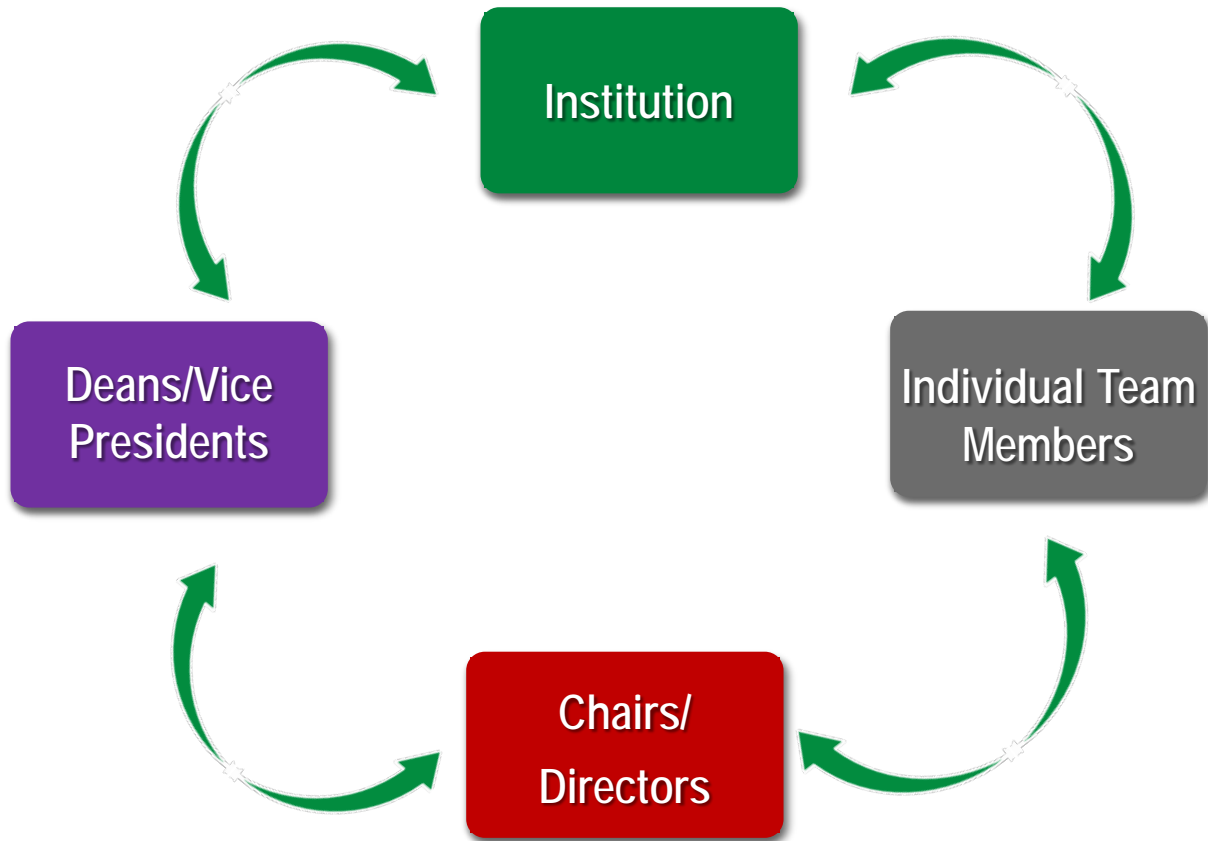 Institution
Deans/Vice
Presidents
Individual Team
Members
Chairs/
Directors